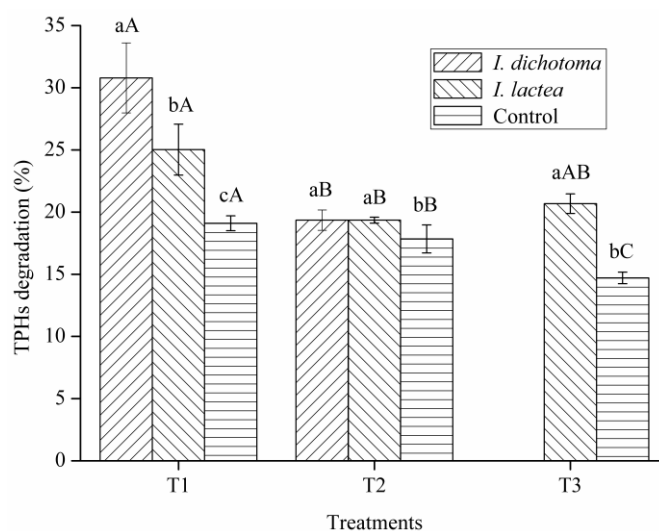 35
30
25
20
15
10
5
0
TPHs degradation (%)
aA
bA
cA
aB
aB
bB
aAB
bC
I. dichotoma
I. lactea
Control
T1
T2
T3
Treatments